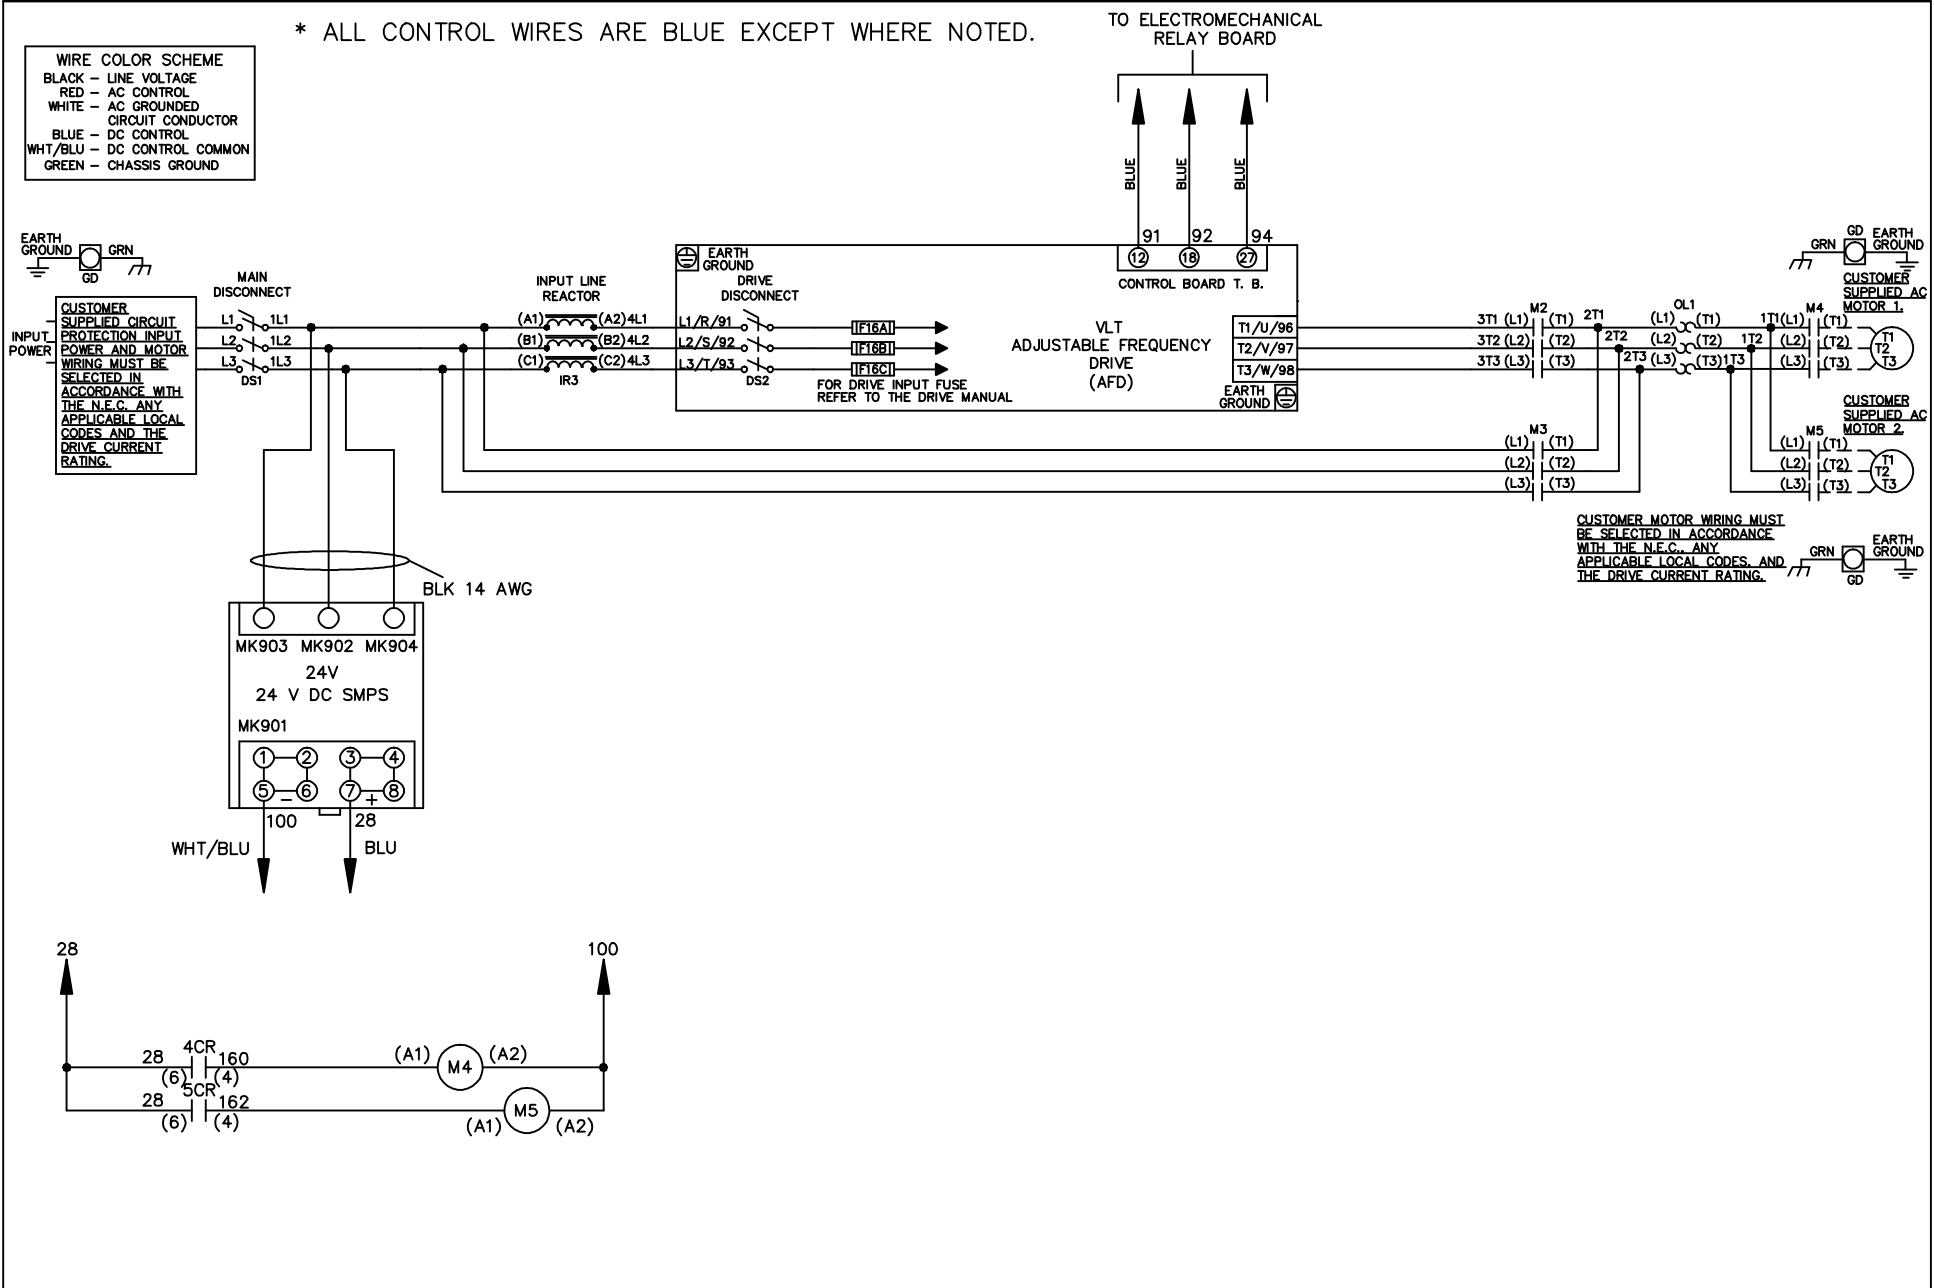 * ALL CONTROL WIRES ARE BLUE EXCEPT WHERE NOTED.
TO ELECTROMECHANICAL
RELAY BOARD
WIRE COLOR SCHEME
BLACK – LINE VOLTAGE
RED – AC CONTROL
WHITE – AC GROUNDED
CIRCUIT CONDUCTOR
BLUE – DC CONTROL
WHT/BLU – DC CONTROL COMMON
GREEN – CHASSIS GROUND
BLUE
BLUE
BLUE
91 92 94
12 18 27
CONTROL BOARD T. B.
EARTH
GROUND
GRN
GD
INPUT
POWER
CUSTOMER
SUPPLIED CIRCUIT
PROTECTION INPUT
POWER AND MOTOR
WIRING MUST BE
SELECTED IN
ACCORDANCE WITH
THE N.E.C. ANY
APPLICABLE LOCAL
CODES AND THE
DRIVE CURRENT
RATING.
MAIN
DISCONNECT
L1 1L1
L2 1L2
L3 1L3
DS1
INPUT LINE
REACTOR
(A1) (A2) 4L1
(B1) (B2) 4L2
(C1) (C2) 4L3
IR3
EARTH
GROUND
DRIVE
DISCONNECT
L1/R/91
L2/S/92
L3/T/93
DS2
F16A
F16B
F16C
FOR DRIVE INPUT FUSE
REFER TO THE DRIVE MANUAL
VLT
ADJUSTABLE FREQUENCY
DRIVE
(AFD)
T1/U/96
T2/V/97
T3/W/98
EARTH
GROUND
M2
3T1 (L1) (T1) 2T1
3T2 (L2) (T2) 2T2
3T3 (L3) (T3) 2T3
OL1
(L1) (T1) 1T1
(L2) (T2) 1T2
(L3) (T3) 1T3
M4
(L1) (T1)
(L2) (T2)
(L3) (T3)
T1
T2
T3
GRN
GD
EARTH
GROUND
CUSTOMER
SUPPLIED AC
MOTOR 1.
M3
(L1) (T1)
(L2) (T2)
(L3) (T3)
M5
(L1) (T1)
(L2) (T2)
(L3) (T3)
T1
T2
T3
CUSTOMER
SUPPLIED AC
MOTOR 2.
CUSTOMER MOTOR WIRING MUST
BE SELECTED IN ACCORDANCE
WITH THE N.E.C., ANY
APPLICABLE LOCAL CODES, AND
THE DRIVE CURRENT RATING.
GRN
GD
EARTH
GROUND
BLK 14 AWG
MK903 MK902 MK904
24V
24 V DC SMPS
MK901
1 2 3 4
5 – 6 7 + 8
100 28
WHT/BLU BLU
28 100
28 4CR 160 (A1) M4 (A2)
(6) (4)
28 5CR 162 M5
(6) (4) (A1) (A2)